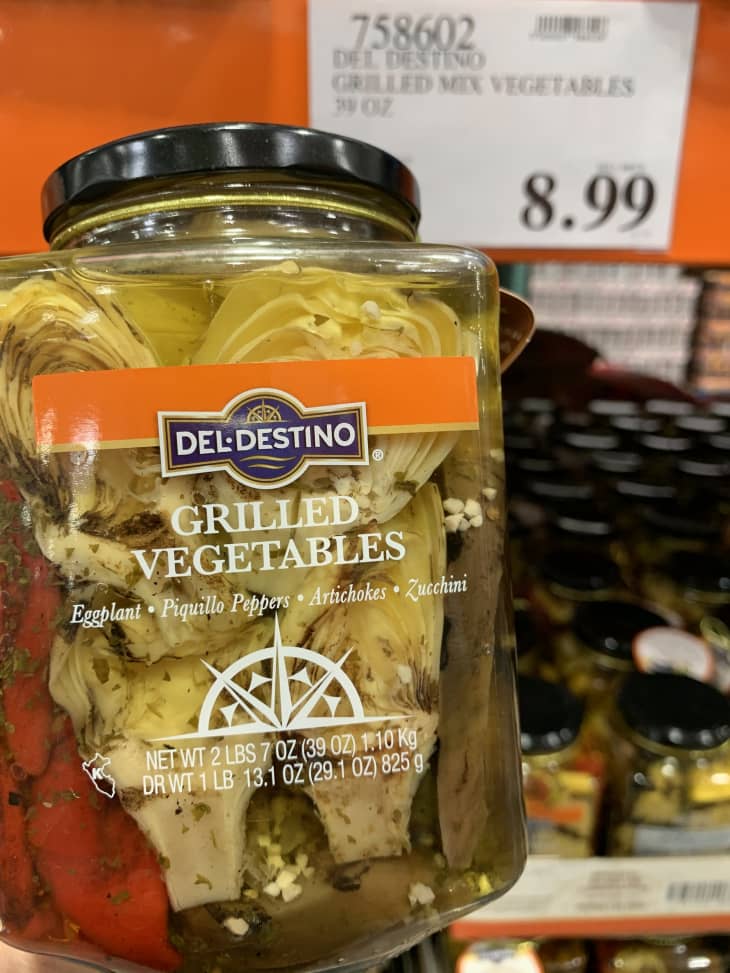 758602
DEL DESTINO
GRILLED MIX VEGETABLES
39 OZ
8.99
DEL·DESTINO®
GRILLED
VEGETABLES
Eggplant • Piquillo Peppers • Artichokes • Zucchini
NET WT 2 LBS 7 OZ (39 OZ) 1.10 Kg
DR WT 1 LB 13.1 OZ (29.1 OZ) 825 g
K